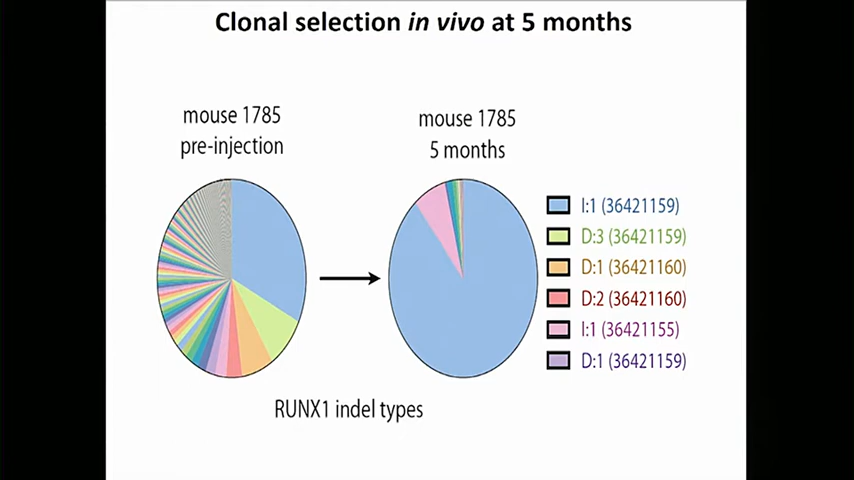 Clonal selection in vivo at 5 months
mouse 1785
pre-injection
mouse 1785
5 months
I:1 (36421159)
D:3 (36421159)
D:1 (36421160)
D:2 (36421160)
I:1 (36421155)
D:1 (36421159)
RUNX1 indel types